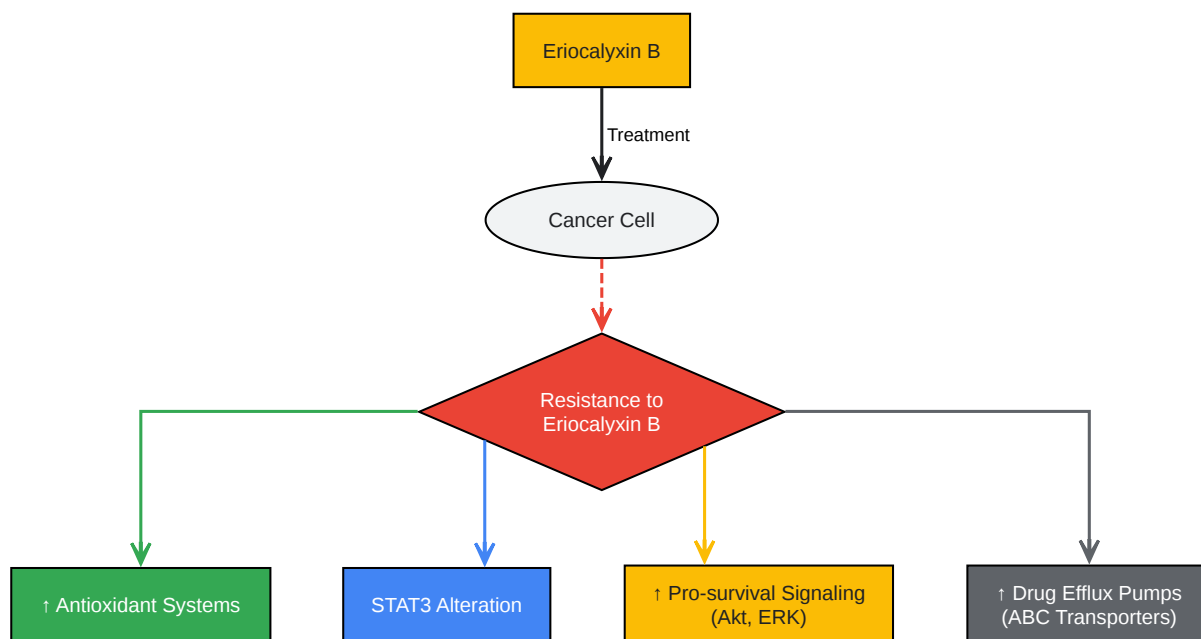 Eriocalyxin B
Treatment
Cancer Cell
Resistance to
Eriocalyxin B
↑ Antioxidant Systems
STAT3 Alteration
↑ Pro-survival Signaling
(Akt, ERK)
↑ Drug Efflux Pumps
(ABC Transporters)